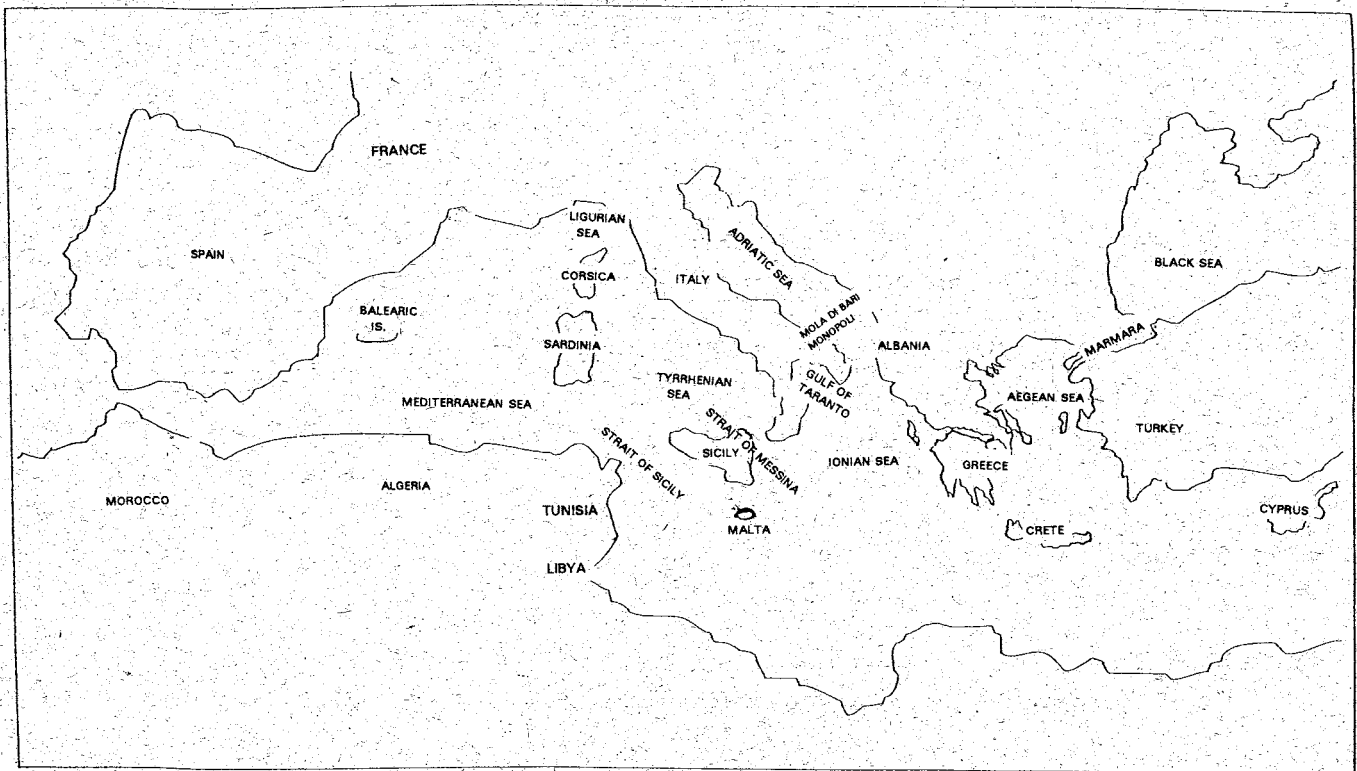 FRANCE
LIGURIAN
SEA
SPAIN
ADRIATIC SEA
CORSICA
ITALY
BLACK SEA
BALEARIC
IS.
MOLA DI BARI
MONOPOLI
SARDINIA
ALBANIA
MARMARA
TYRRHENIAN
SEA
GULF OF
TARANTO
MEDITERRANEAN SEA
AEGEAN SEA
TURKEY
STRAIT OF SICILY
SICILY
STRAIT OF MESSINA
IONIAN SEA
GREECE
MOROCCO
ALGERIA
TUNISIA
MALTA
CRETE
CYPRUS
LIBYA